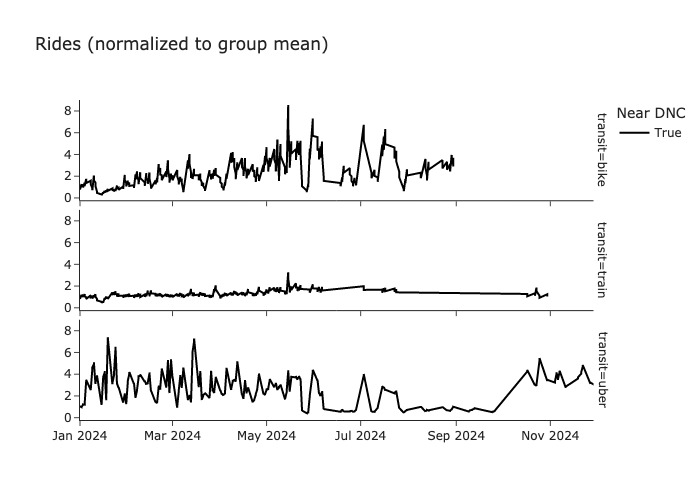 Rides (normalized to group mean)
Near DNC
True
8
6
4
2
0
transit=bike
8
6
4
2
0
transit=train
8
6
4
2
0
transit=uber
Jan 2024 Mar 2024 May 2024 Jul 2024 Sep 2024 Nov 2024